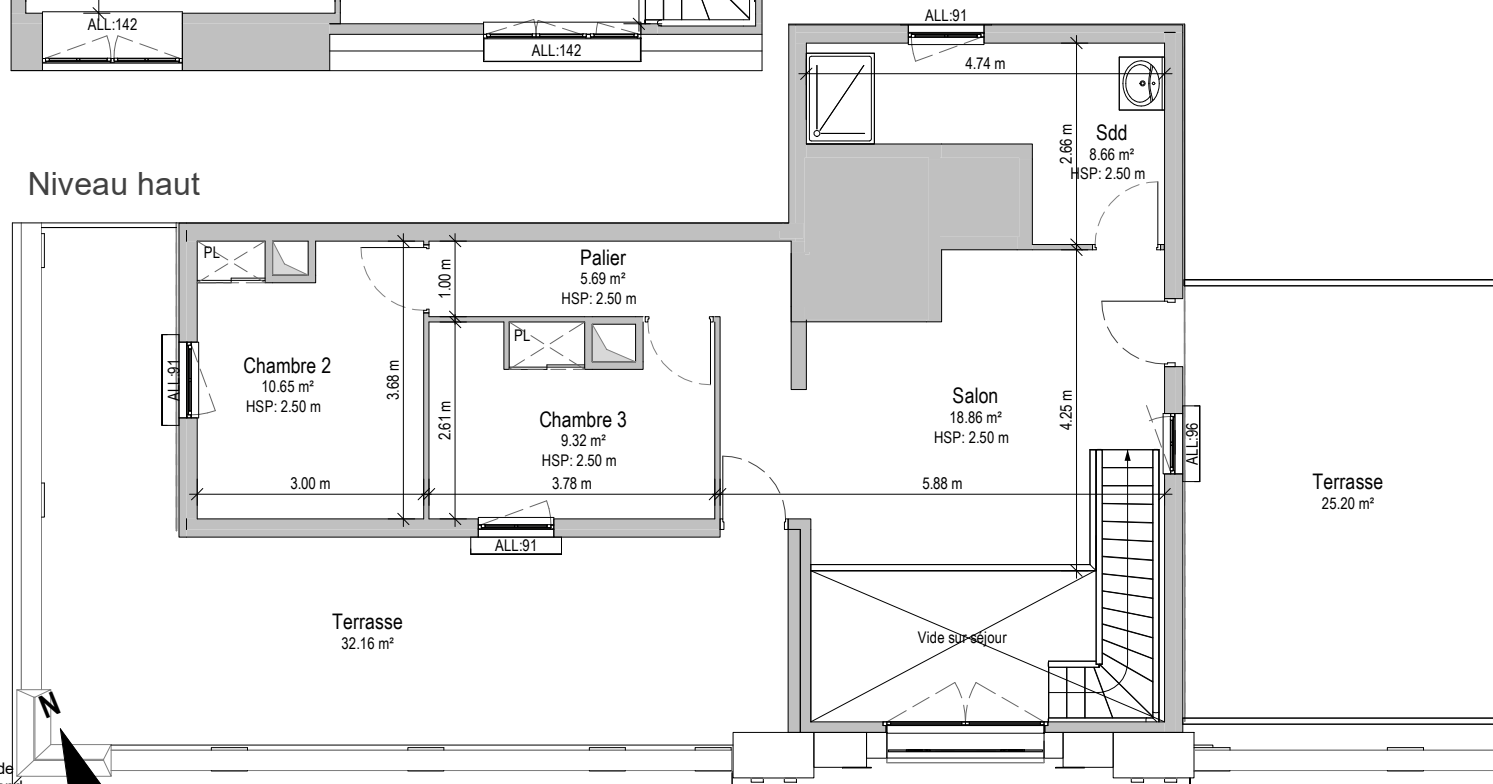 ALL:142
ALL:142
ALL:91
4.74 m
2.66 m
Sdd
8.66 m²
HSP: 2.50 m
Niveau haut
PL
1.00 m
Palier
5.69 m²
HSP: 2.50 m
PL
ALL:91
Chambre 2
10.65 m²
HSP: 2.50 m
3.68 m
2.61 m
Chambre 3
9.32 m²
HSP: 2.50 m
Salon
18.86 m²
HSP: 2.50 m
4.25 m
ALL:96
3.00 m
3.78 m
5.88 m
Terrasse
25.20 m²
ALL:91
Terrasse
32.16 m²
Vide sur séjour
N
de